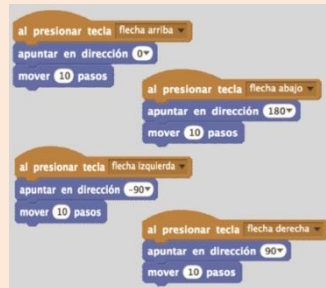 al presionar tecla flecha arriba
apuntar en dirección 0
mover 10 pasos
al presionar tecla flecha abajo
apuntar en dirección 180
mover 10 pasos
al presionar tecla flecha izquierda
apuntar en dirección -90
mover 10 pasos
al presionar tecla flecha derecha
apuntar en dirección 90
mover 10 pasos